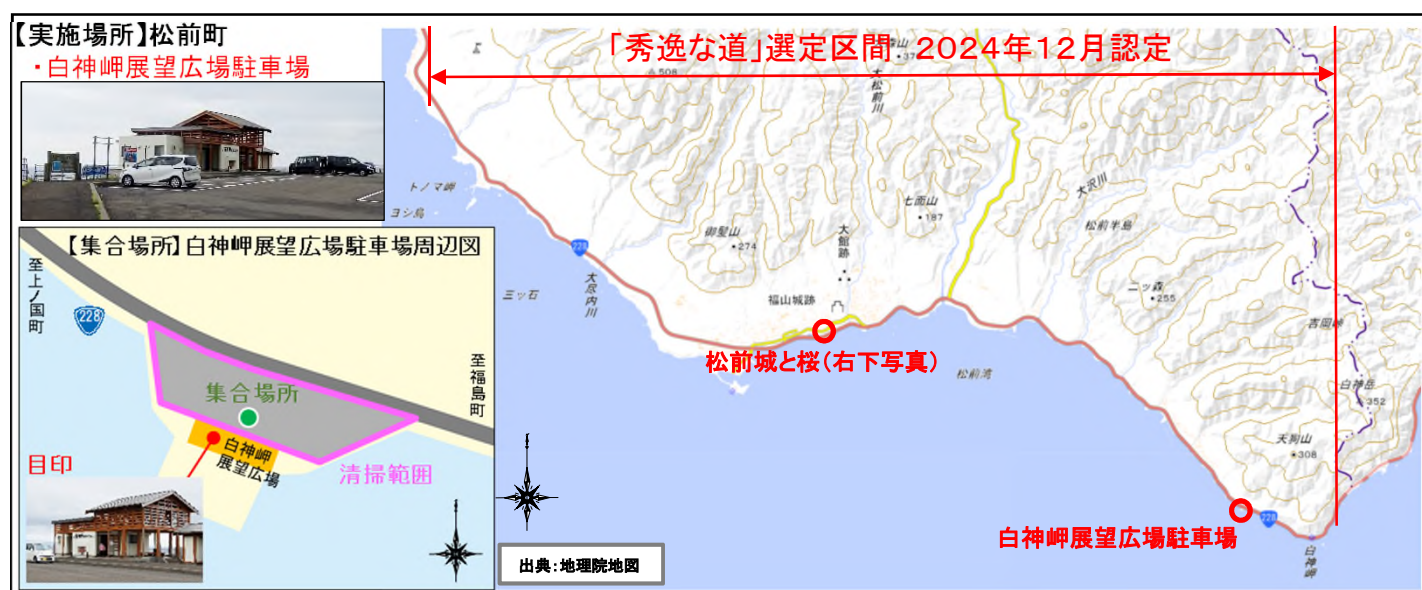 【実施場所】松前町
・白神岬展望広場駐車場
「秀逸な道」選定区間 2024年12月認定
【集合場所】白神岬展望広場駐車場周辺図
至上ノ国町
228
集合場所
至福島町
白神岬
展望広場
目印
清掃範囲
508
大松前川
トノマ岬
ヨシ島
七面山
187
大沢川
松前半島
御髪山
274
大館跡
228
大尽内川
三ッ石
福山城跡
二ッ森
255
吉岡峠
松前城と桜(右下写真)
松前湾
白神岳
352
天狗山
308
228
白神岬展望広場駐車場
白神岬
出典:地理院地図